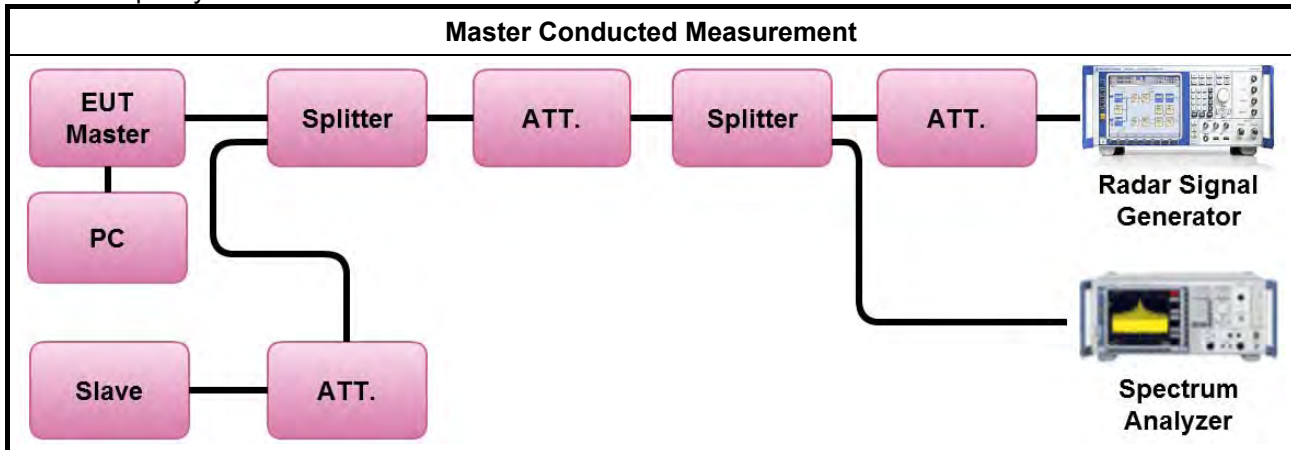 Master Conducted Measurement
EUT
Master
Splitter
ATT.
Splitter
ATT.
Radar Signal
Generator
PC
Slave
ATT.
Spectrum
Analyzer